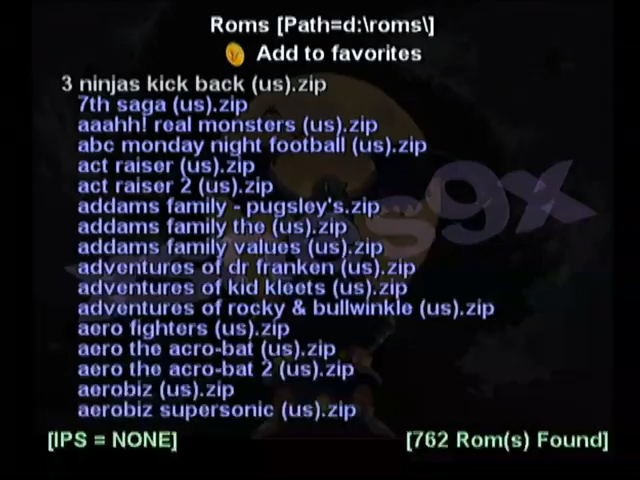 Roms [Path=d:\roms\]
Add to favorites
3 ninjas kick back (us).zip
7th saga (us).zip
aaahh! real monsters (us).zip
abc monday night football (us).zip
act raiser (us).zip
act raiser 2 (us).zip
addams family - pugsley's.zip
addams family the (us).zip
addams family values (us).zip
adventures of dr franken (us).zip
adventures of kid kleets (us).zip
adventures of rocky & bullwinkle (us).zip
aero fighters (us).zip
aero the acro-bat (us).zip
aero the acro-bat 2 (us).zip
aerobiz (us).zip
aerobiz supersonic (us).zip
[IPS = NONE]
[762 Rom(s) Found]